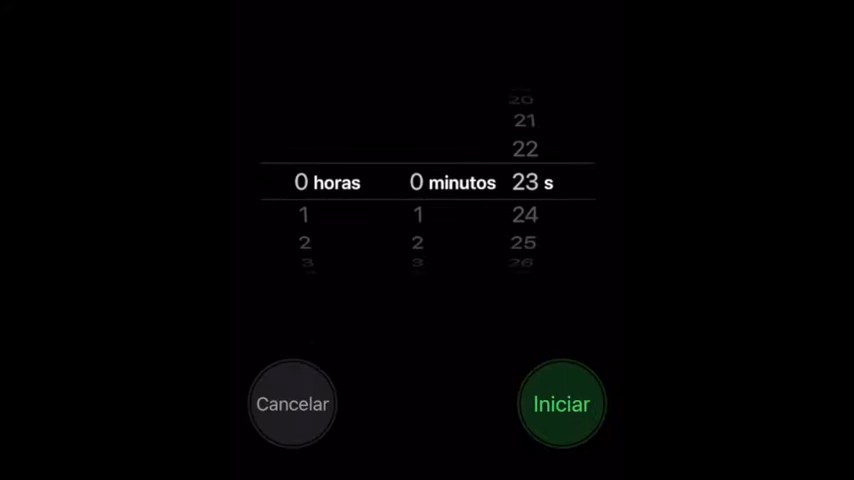 20
21
22
0 horas 0 minutos 23 s
1 1 24
2 2 25
3 3 26
Cancelar Iniciar